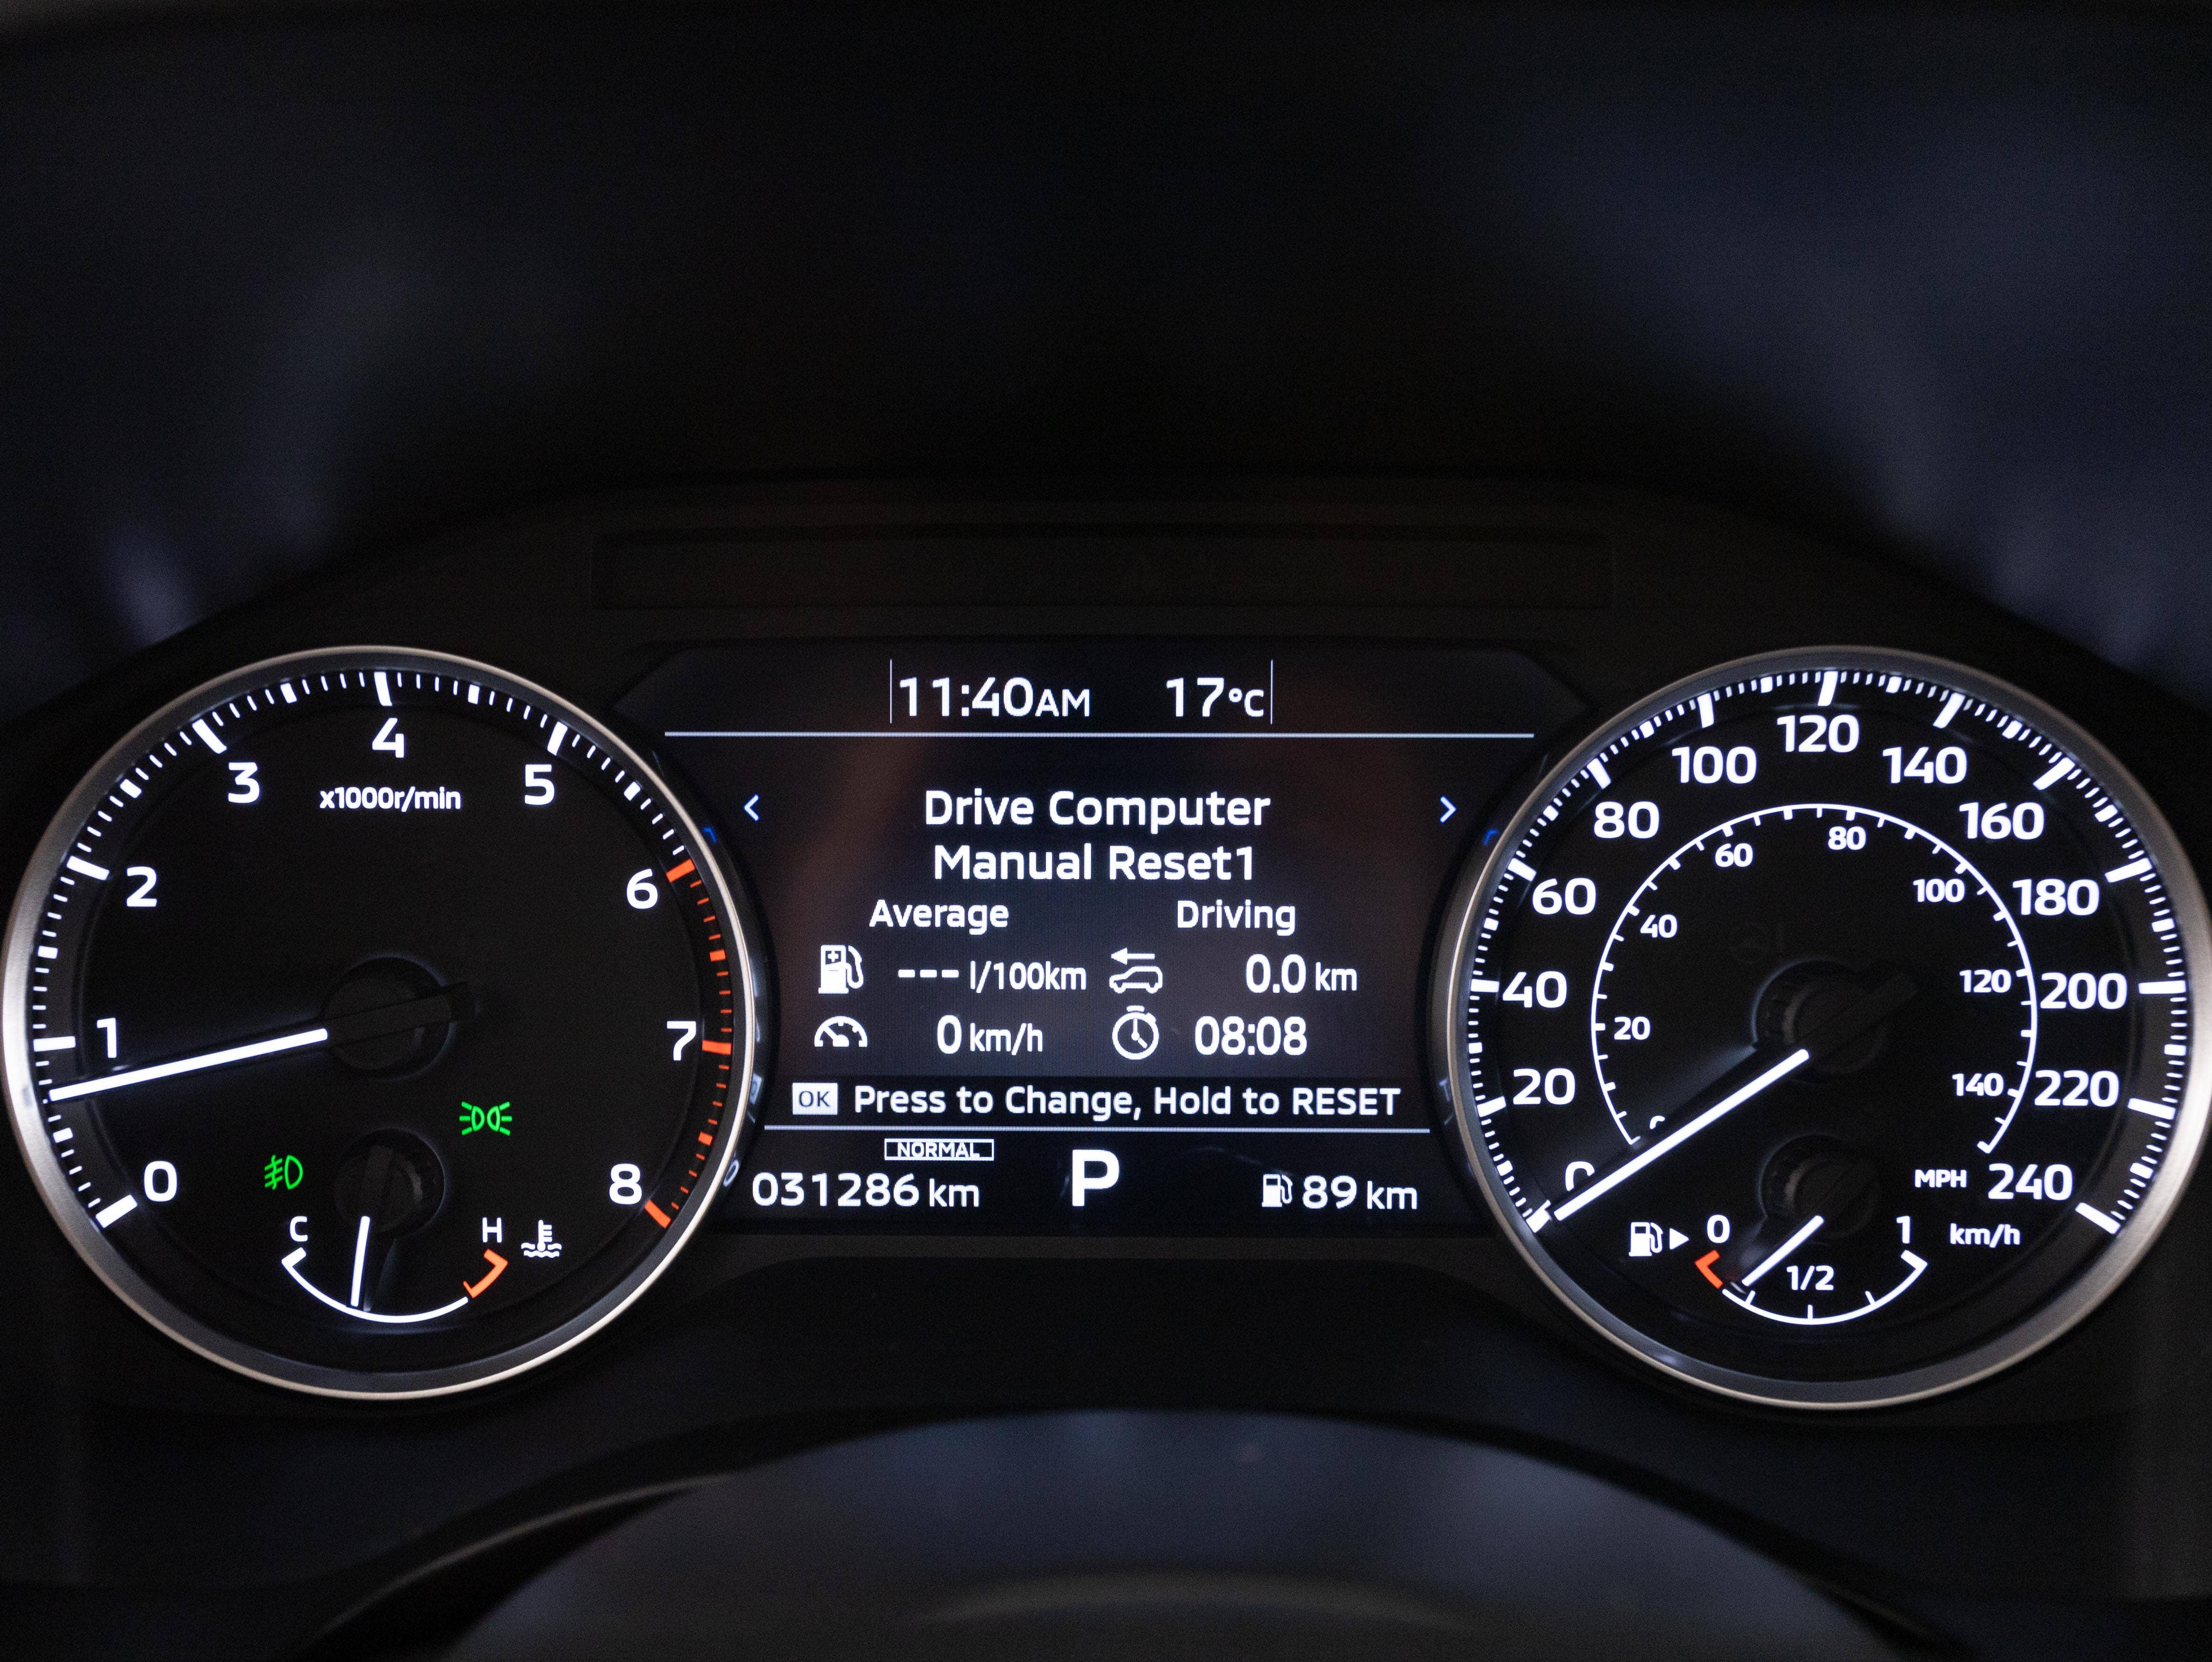 11:40AM 17°C
Drive Computer
Manual Reset1
Average Driving
--- l/100km 0.0 km
0 km/h 08:08
OK Press to Change, Hold to RESET
NORMAL
031286 km P 89 km
0
1
2
3
4
5
6
7
8
x1000r/min
C H
0
20
40
60
80
100
120
140
160
180
200
220
240
km/h
0
20
40
60
80
100
120
140
MPH
0 1/2 1